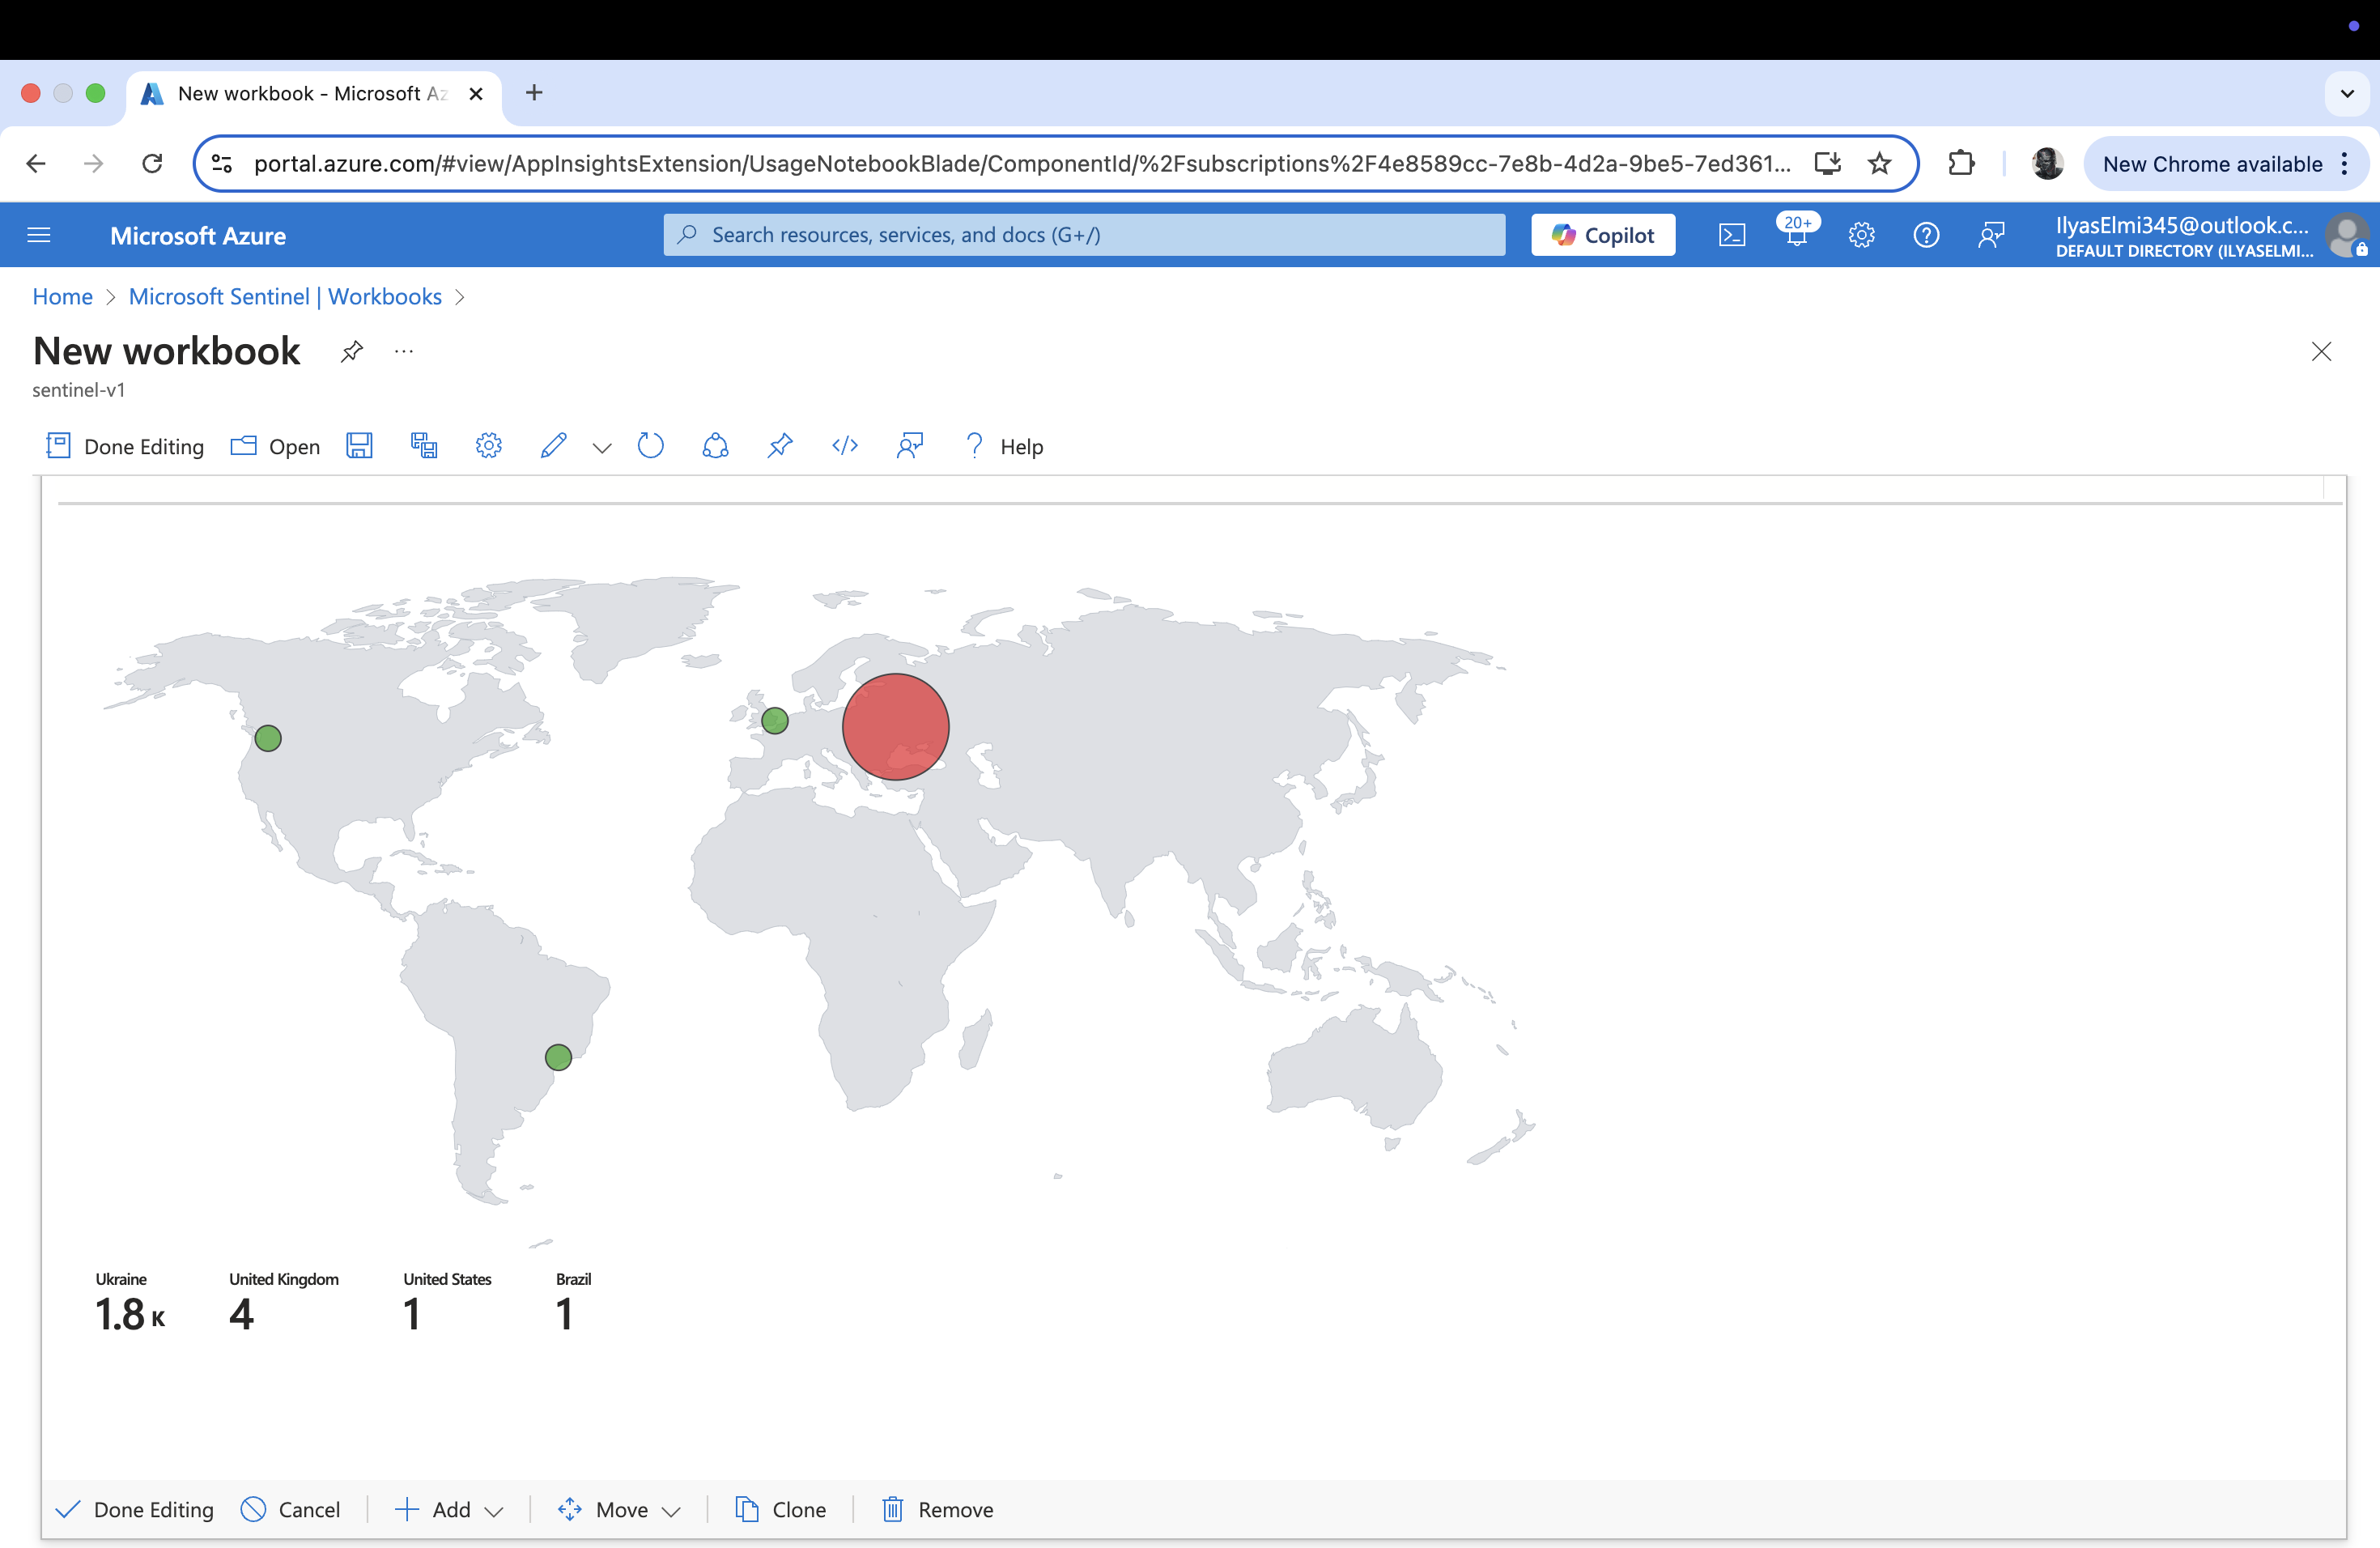 New workbook - Microsoft Az
portal.azure.com/#view/AppInsightsExtension/UsageNotebookBlade/ComponentId/%2Fsubscriptions%2F4e8589cc-7e8b-4d2a-9be5-7ed361...
New Chrome available
Microsoft Azure
Search resources, services, and docs (G+/)
Copilot
20+
IlyasElmi345@outlook.c...
DEFAULT DIRECTORY (ILYASELMI...
Home > Microsoft Sentinel | Workbooks >
New workbook
sentinel-v1
Done Editing Open Help
Ukraine United Kingdom United States Brazil
1.8 K 4 1 1
Done Editing Cancel Add Move Clone Remove